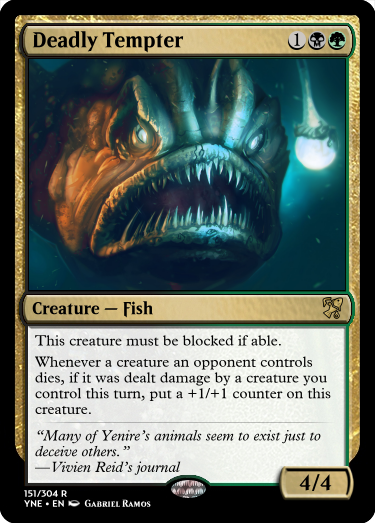 Deadly Tempter 1
Creature — Fish
This creature must be blocked if able.
Whenever a creature an opponent controls
dies, if it was dealt damage by a creature you
control this turn, put a +1/+1 counter on this
creature.
“Many of Yenire's animals seem to exist just to
deceive others.”
—Vivien Reid's journal
4/4
151/304 R
YNE • EN Gabriel Ramos